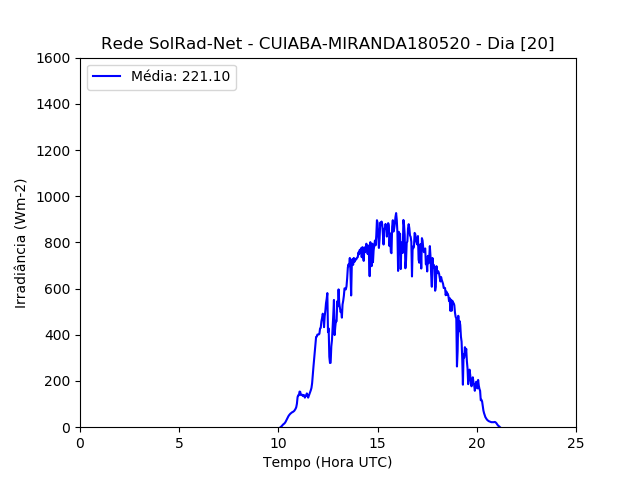 Rede SolRad-Net - CUIABA-MIRANDA180520 - Dia [20]
Média: 221.10
Irradiância (Wm-2)
1600
1400
1200
1000
800
600
400
200
0
0 5 10 15 20 25
Tempo (Hora UTC)